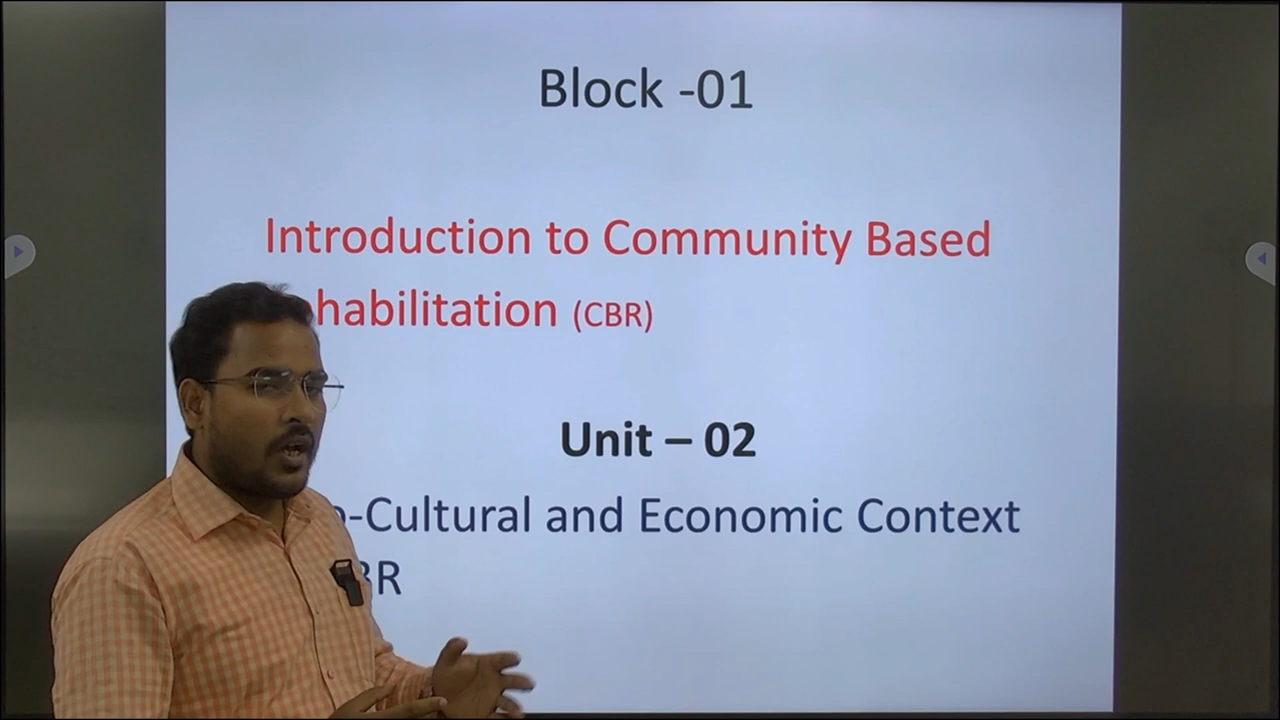 Block -01
Introduction to Community Based
habilitation (CBR)
Unit – 02
-Cultural and Economic Context
BR